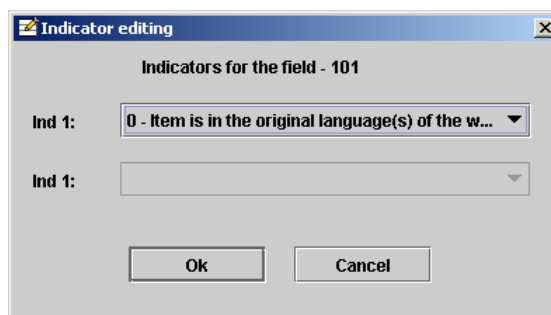 Indicator editing
Indicators for the field - 101
Ind 1: 0 - Item is in the original language(s) of the w...
Ind 1:
Ok Cancel